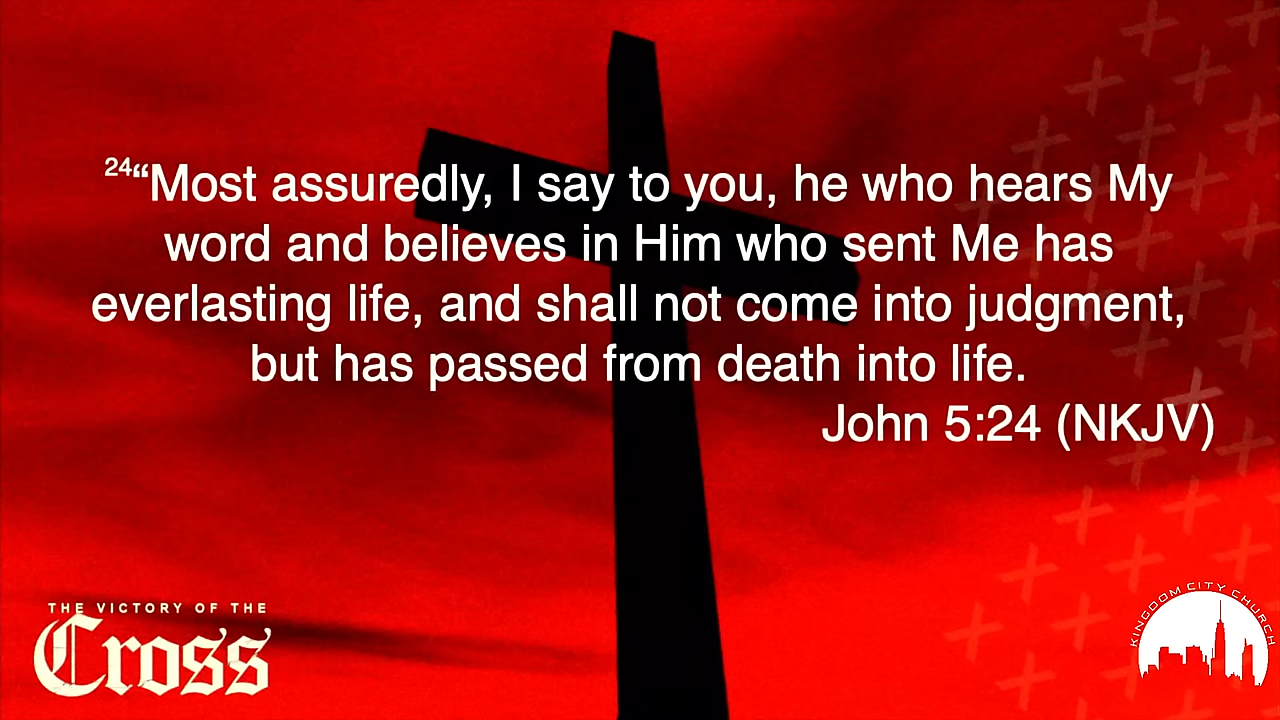 24“Most assuredly, I say to you, he who hears My
word and believes in Him who sent Me has
everlasting life, and shall not come into judgment,
but has passed from death into life.
John 5:24 (NKJV)
THE VICTORY OF THE
Cross
KINGDOM CITY CHURCH